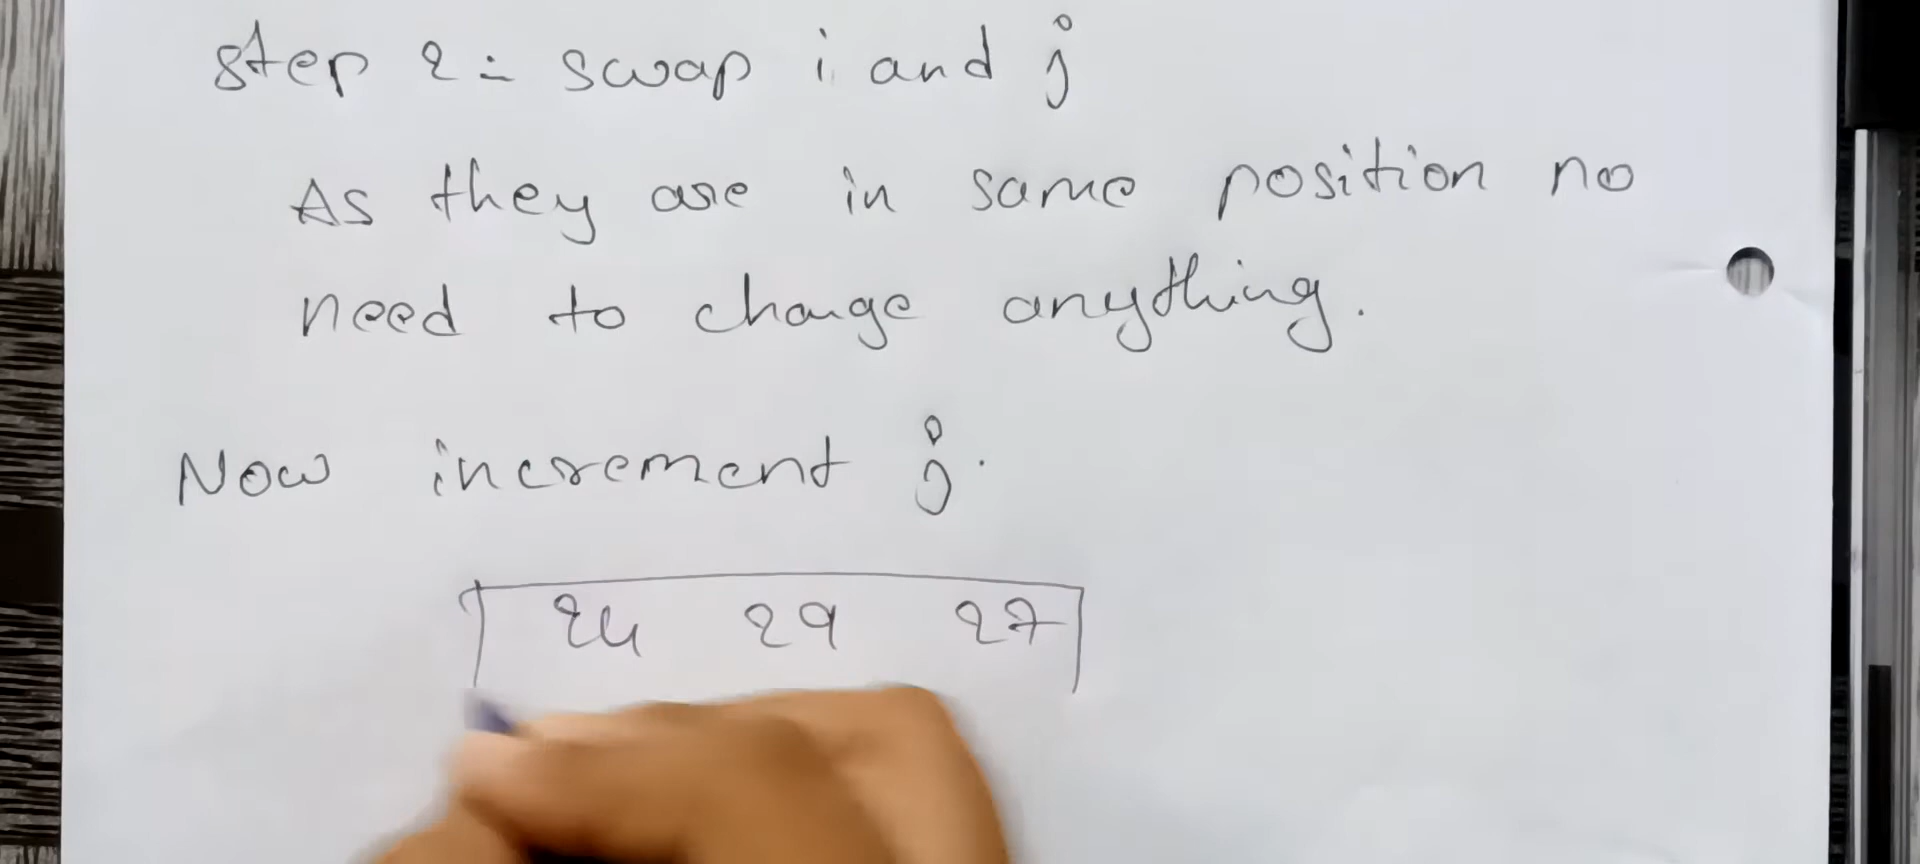 step 2:- swap i and j
As they are in same position no
need to change anything.
Now increment j.
24 29 27